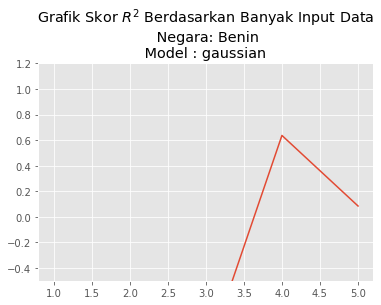 Grafik Skor R² Berdasarkan Banyak Input Data
Negara: Benin
Model : gaussian
1.2
1.0
0.8
0.6
0.4
0.2
0.0
−0.2
−0.4
1.0 1.5 2.0 2.5 3.0 3.5 4.0 4.5 5.0